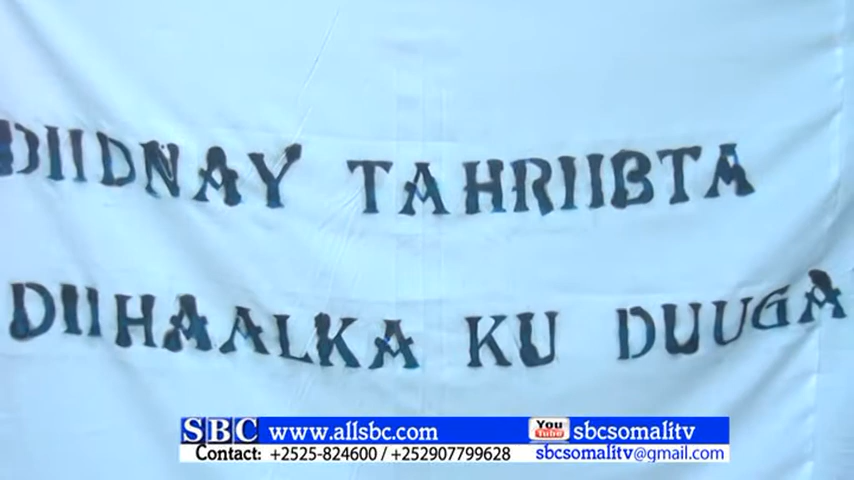 DIIDNAY TAHRIIBTA
DIIHAALKA KU DUUGA
SBC www.allsbc.com You Tube sbcsomalitv
Contact: +2525-824600 / +252907799628 sbcsomalitv@gmail.com